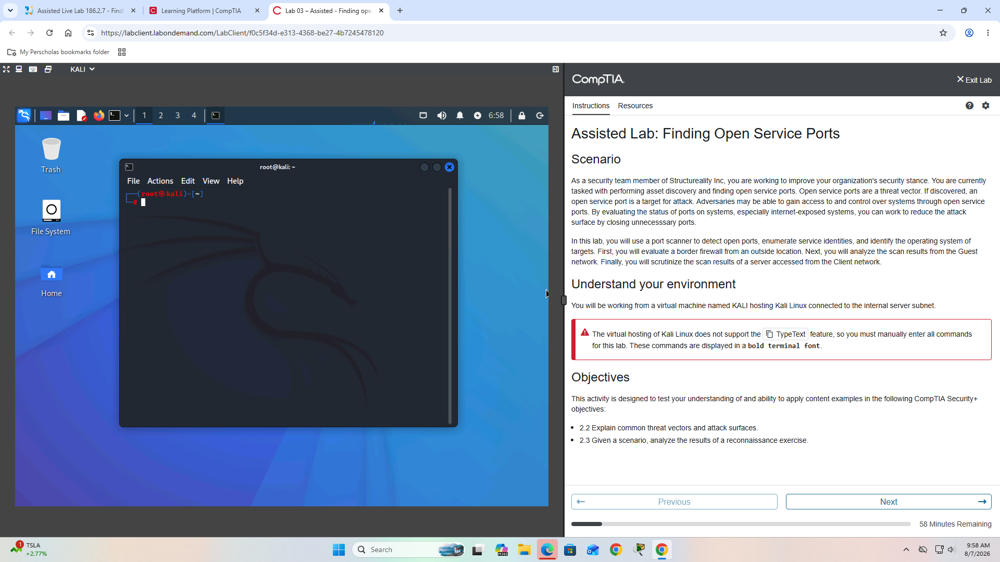 Assisted Live Lab 186.2.7 - Findi
Learning Platform | CompTIA
Lab 03 – Assisted - Finding ope
https://labclient.labondemand.com/LabClient/f0c5f34d-e313-4368-be27-4b7245478120
My Perscholas bookmarks folder
KALI
CompTIA
Exit Lab
Instructions
Resources
1
2
3
4
6:58
Trash
File System
Home
root@kali: ~
File
Actions
Edit
View
Help
┌──(root㉿kali)-[~]
└─#
Assisted Lab: Finding Open Service Ports
Scenario
As a security team member of Structureality Inc, you are working to improve your organization's security stance. You are currently
tasked with performing asset discovery and finding open service ports. Open service ports are a threat vector. If discovered, an
open service port is a target for attack. Adversaries may be able to gain access to and control over systems through open service
ports. By evaluating the status of ports on systems, especially internet-exposed systems, you can work to reduce the attack
surface by closing unnecesssary ports.
In this lab, you will use a port scanner to detect open ports, enumerate service identities, and identify the operating system of
targets. First, you will evaluate a border firewall from an outside location. Next, you will analyze the scan results from the Guest
network. Finally, you will scrutinize the scan results of a server accessed from the Client network.
Understand your environment
You will be working from a virtual machine named KALI hosting Kali Linux connected to the internal server subnet.
The virtual hosting of Kali Linux does not support the TypeText feature, so you must manually enter all commands
for this lab. These commands are displayed in a bold terminal font.
Objectives
This activity is designed to test your understanding of and ability to apply content examples in the following CompTIA Security+
objectives:
• 2.2 Explain common threat vectors and attack surfaces.
• 2.3 Given a scenario, analyze the results of a reconnaissance exercise.
Previous
Next
58 Minutes Remaining
1
TSLA
+2.77%
Search
M365
9:58 AM
8/7/2026